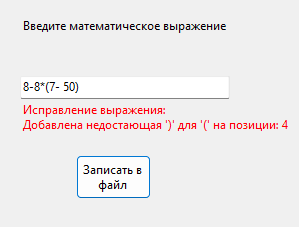 Введите математическое выражение
8-8*(7- 50)
Исправление выражения:
Добавлена недостающая ')' для '(' на позиции: 4
Записать в
файл